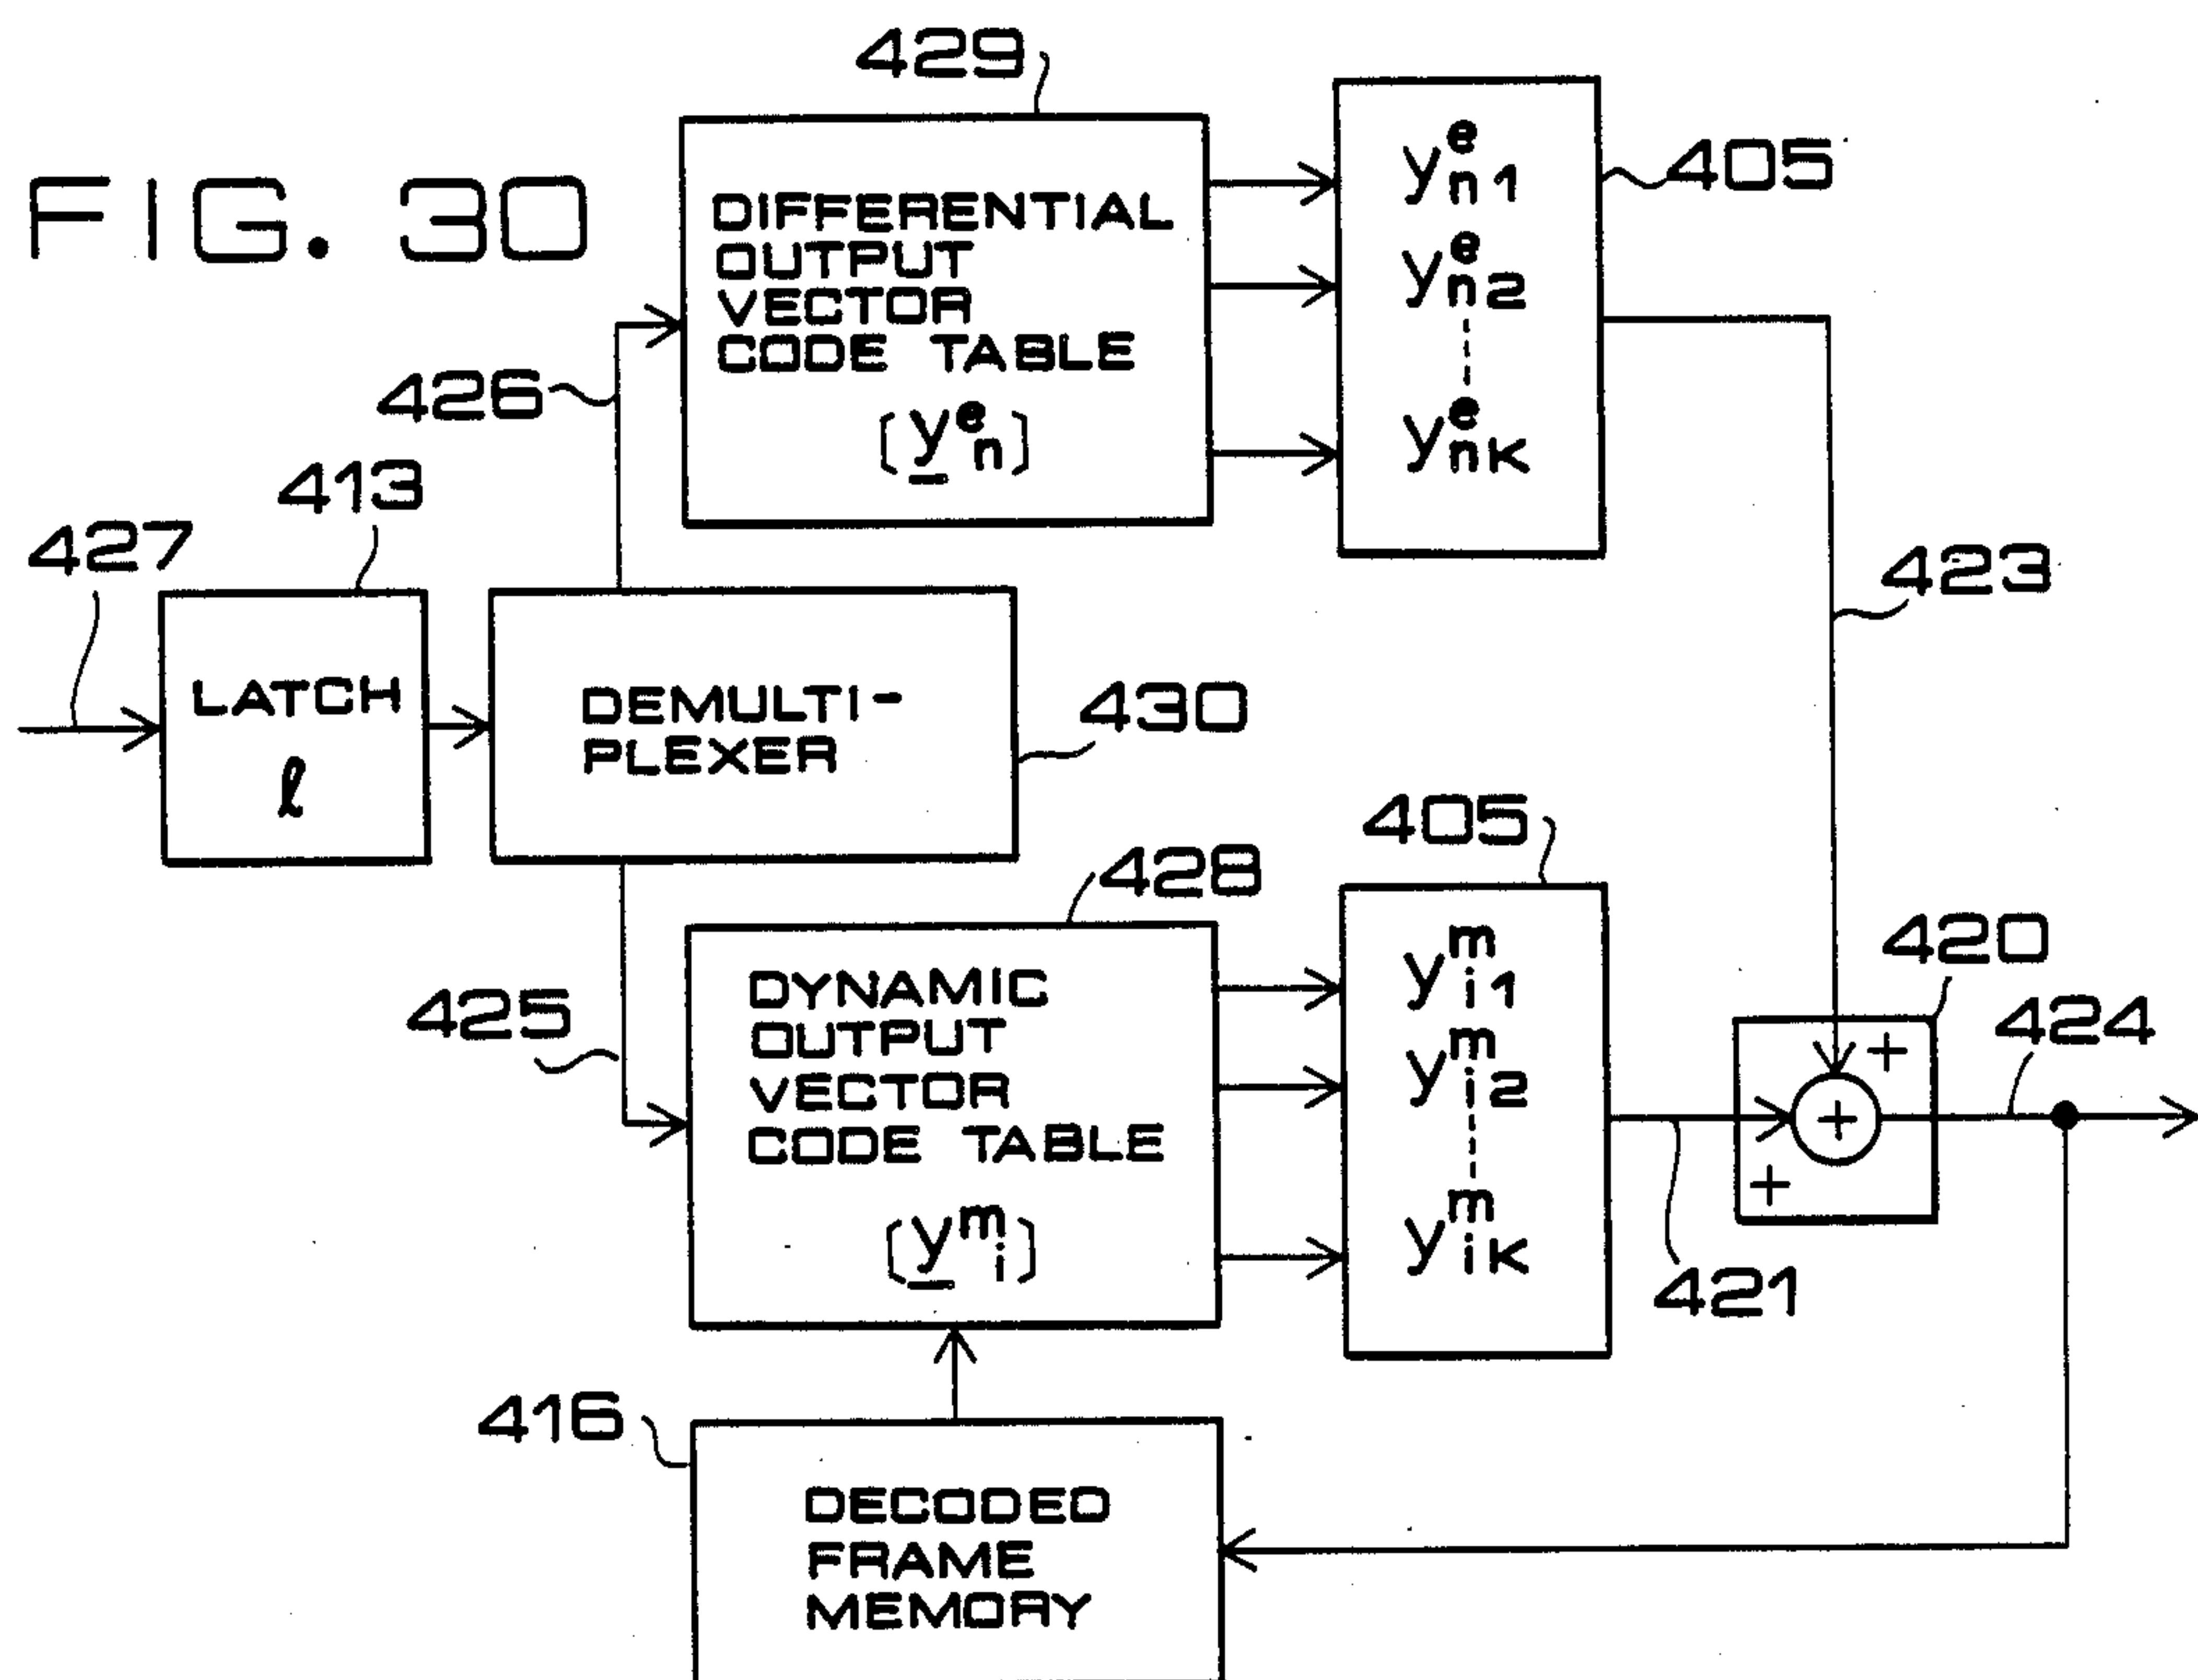 FIG. 30
429
DIFFERENTIAL
OUTPUT
VECTOR
CODE TABLE
(y^e_n)
y^e_n1
y^e_n2
y^e_nK
405
426
413
427
LATCH
ℓ
DEMULTI-
PLEXER
430
423
428
DYNAMIC
OUTPUT
VECTOR
CODE TABLE
(y^m_i)
405
y^m_i1
y^m_i2
y^m_iK
425
420
+
+
+
424
421
416
DECODED
FRAME
MEMORY